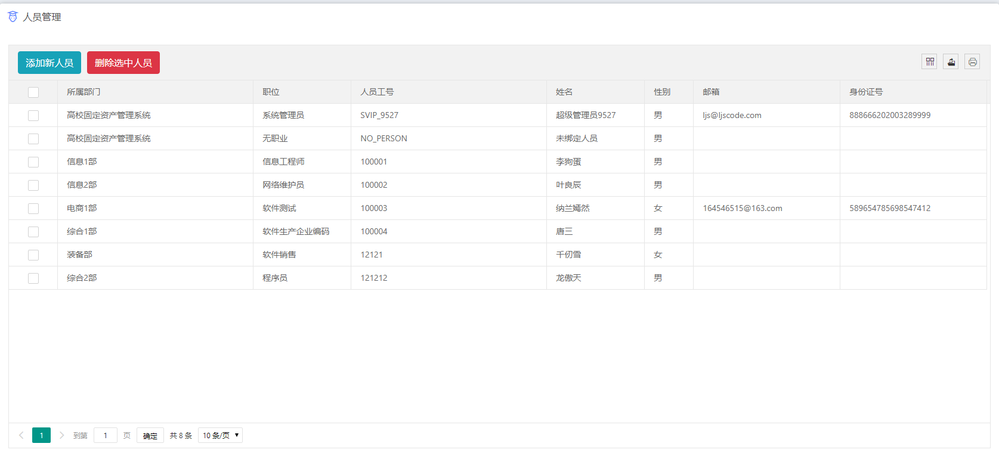 人员管理
添加新人员 删除选中人员
所属部门 职位 人员工号 姓名 性别 邮箱 身份证号
高校固定资产管理系统 系统管理员 SVIP_9527 超级管理员9527 男 ljs@ljscode.com 888666202003289999
高校固定资产管理系统 无职业 NO_PERSON 未绑定人员 男
信息1部 信息工程师 100001 李狗蛋 男
信息2部 网络维护员 100002 叶良辰 男
电商1部 软件测试 100003 纳兰嫣然 女 164546515@163.com 589654785698547412
综合1部 软件生产企业编码 100004 唐三 男
装备部 软件销售 12121 千仞雪 女
综合2部 程序员 121212 龙傲天 男
1 到第 1 页 确定 共 8 条 10 条/页